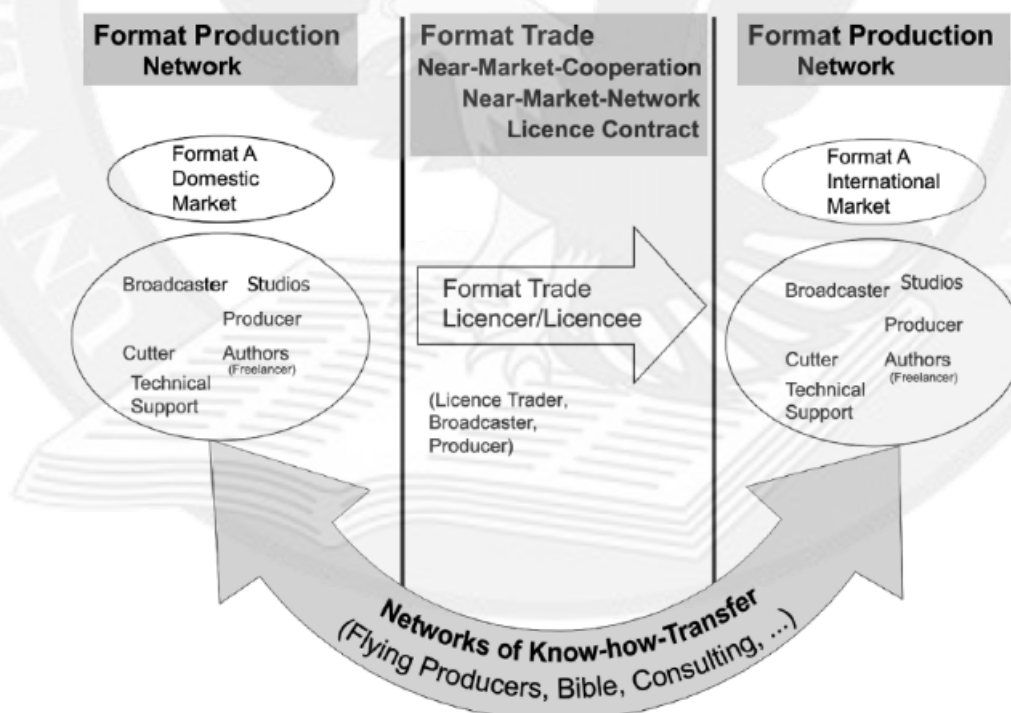 Format Production
Network
Format Trade
Near-Market-Cooperation
Near-Market-Network
Licence Contract
Format Production
Network
Format A
Domestic
Market
Format A
International
Market
Broadcaster Studios
Producer
Cutter Authors
(Freelancer)
Technical
Support
Format Trade
Licencer/Licencee
(Licence Trader,
Broadcaster,
Producer)
Broadcaster Studios
Producer
Cutter Authors
(Freelancer)
Technical
Support
Networks of Know-how-Transfer
(Flying Producers, Bible, Consulting, ...)